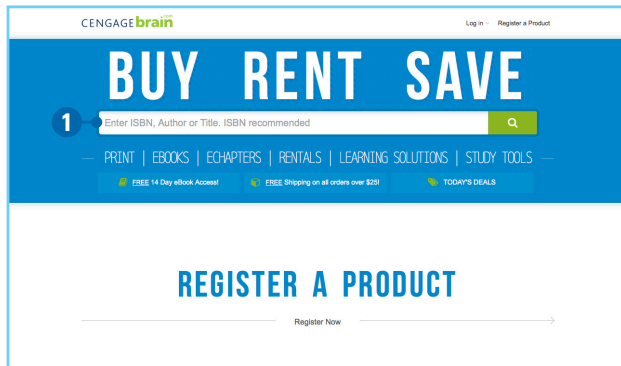 CENGAGEbrain.com
Log in Register a Product
BUY RENT SAVE
1
Enter ISBN, Author or Title. ISBN recommended
PRINT | EBOOKS | ECHAPTERS | RENTALS | LEARNING SOLUTIONS | STUDY TOOLS
FREE 14 Day eBook Access! FREE Shipping on all orders over $25! TODAY'S DEALS
REGISTER A PRODUCT
Register Now